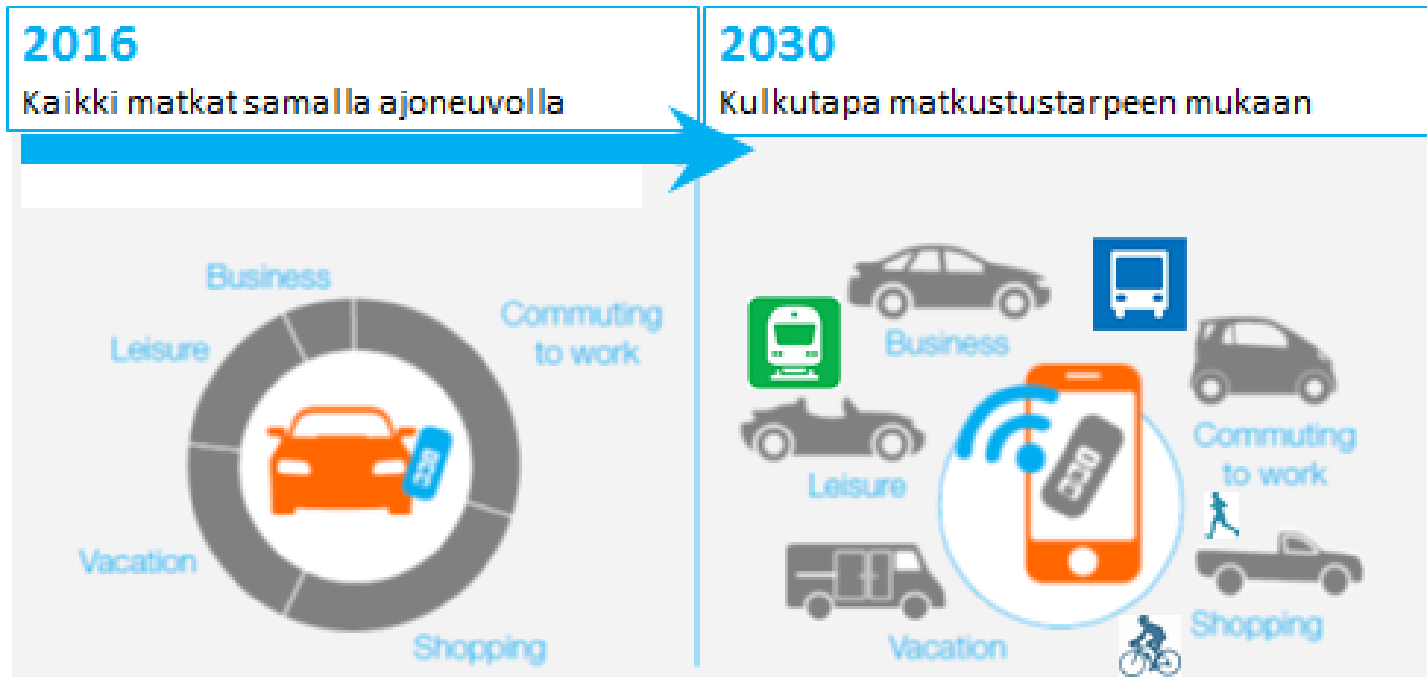 2016
Kaikki matkat samalla ajoneuvolla
2030
Kulkutapa matkustustarpeen mukaan
Business
Leisure
Commuting
to work
Vacation
Shopping
Business
Leisure
Commuting
to work
Vacation
Shopping